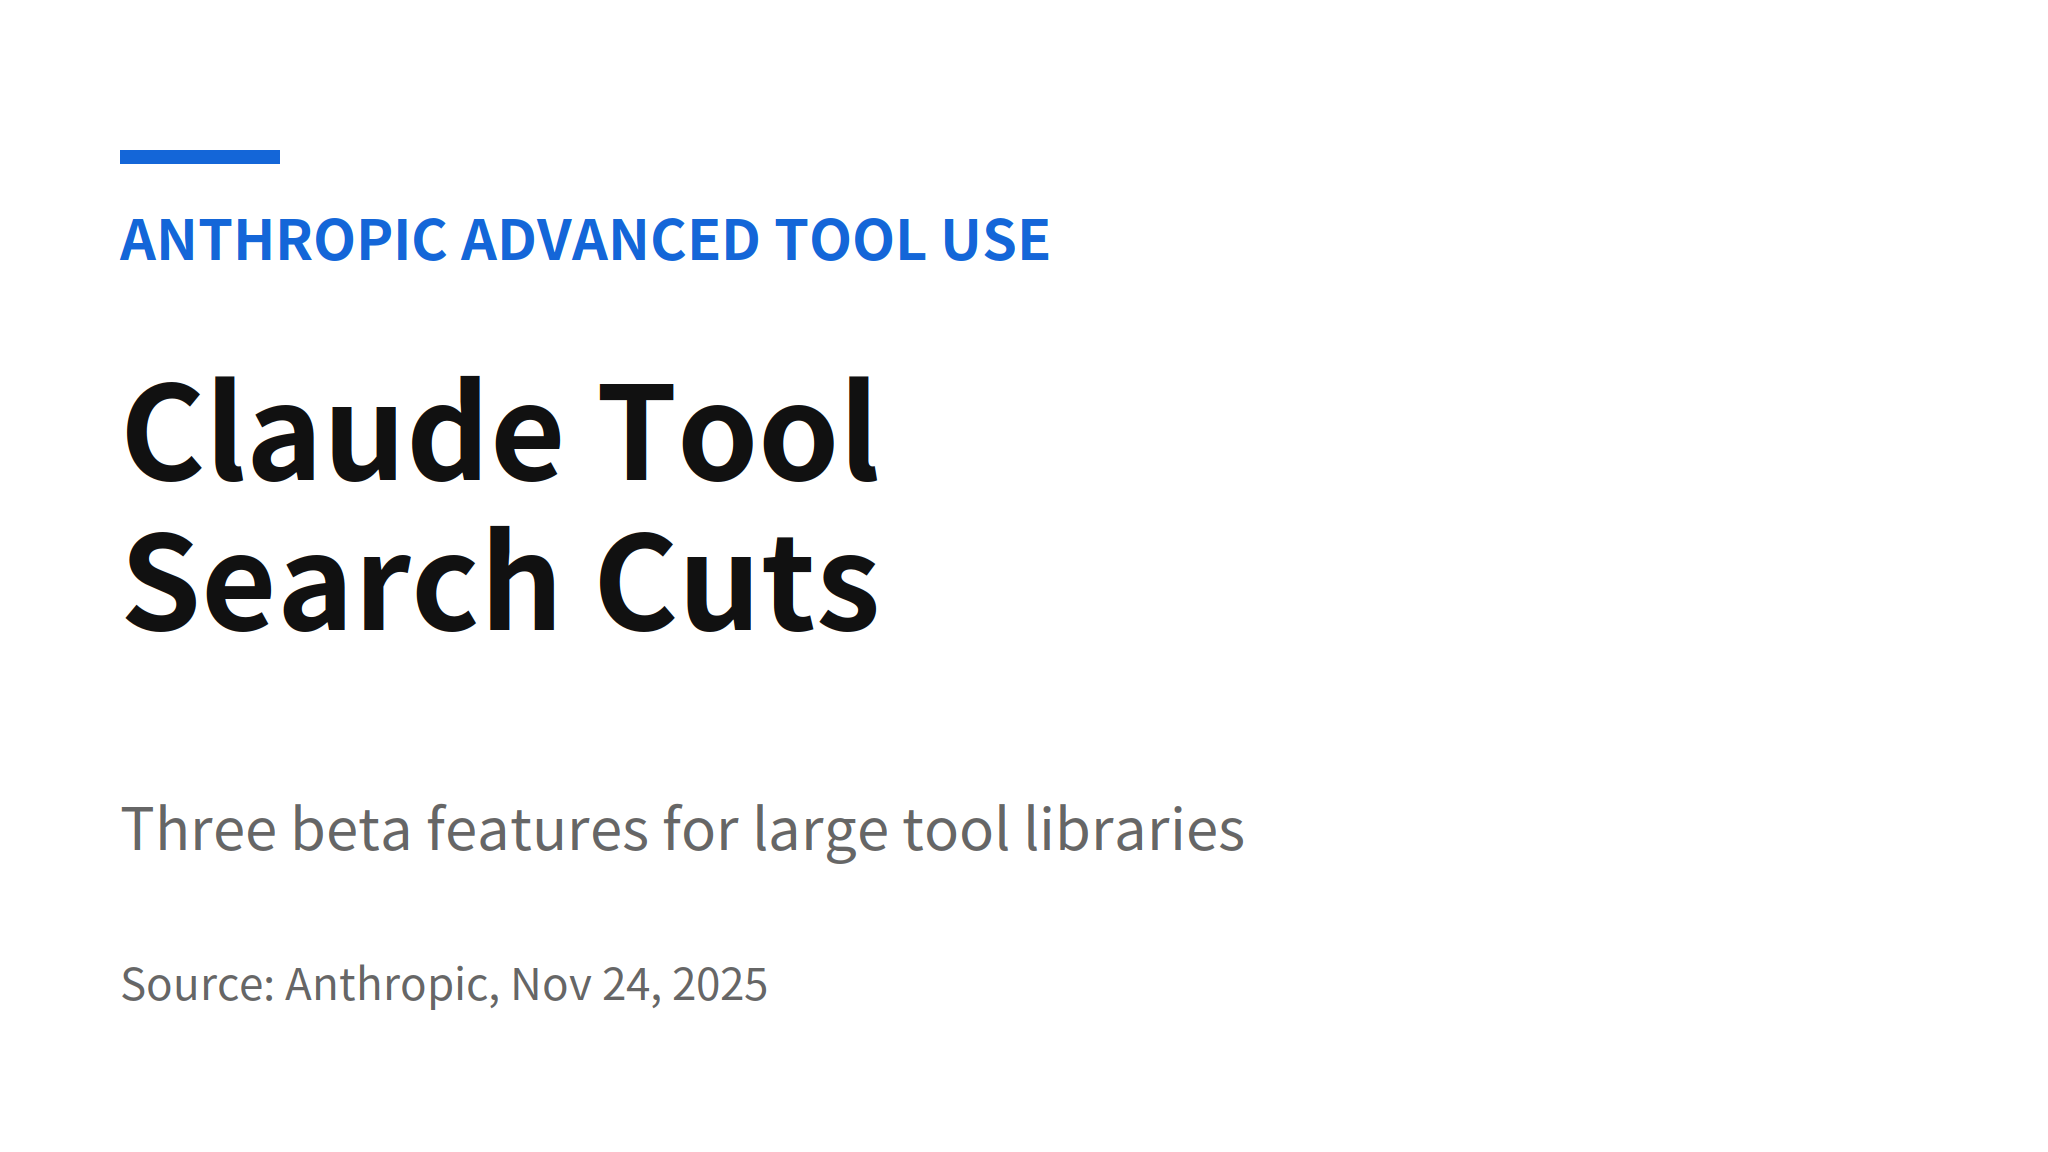 ANTHROPIC ADVANCED TOOL USE
Claude Tool
Search Cuts
Three beta features for large tool libraries
Source: Anthropic, Nov 24, 2025